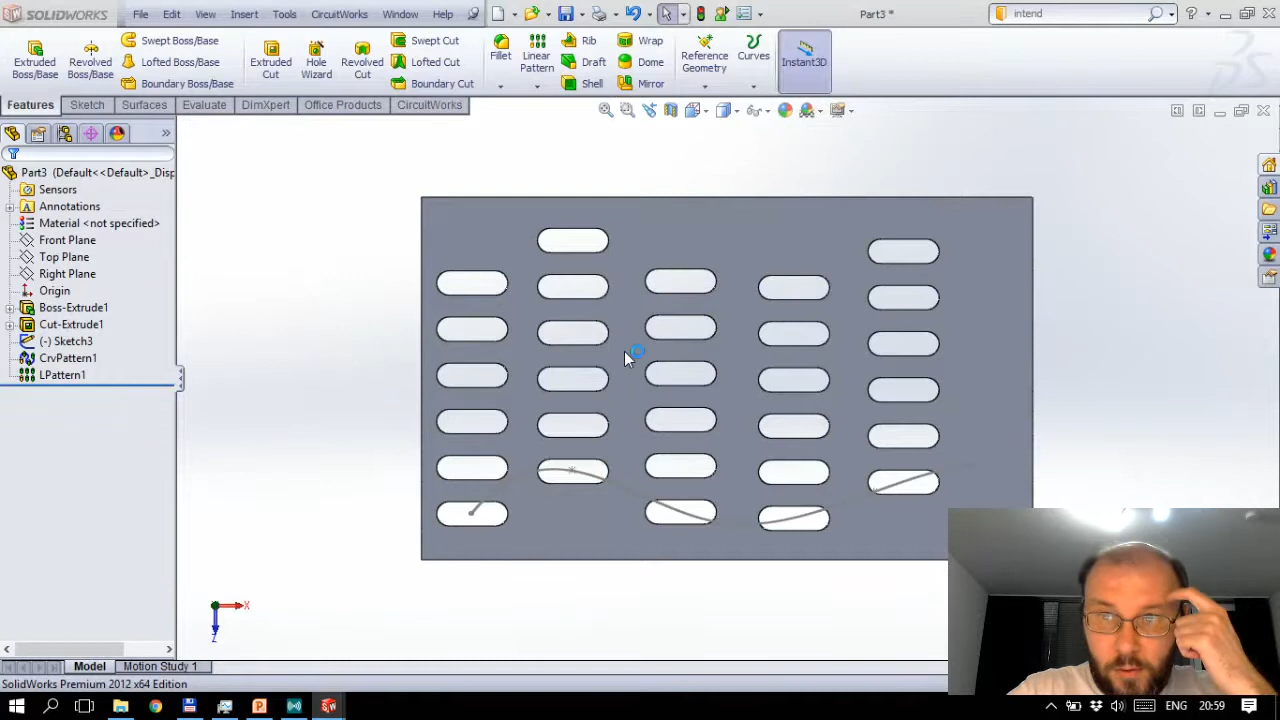 SOLIDWORKS File Edit View Insert Tools CircuitWorks Window Help Part3 * intend
Extruded Boss/Base Revolved Boss/Base Swept Boss/Base Lofted Boss/Base Boundary Boss/Base Extruded Cut Hole Wizard Revolved Cut Swept Cut Lofted Cut Boundary Cut Fillet Linear Pattern Rib Draft Shell Wrap Dome Mirror Reference Geometry Curves Instant3D
Features Sketch Surfaces Evaluate DimXpert Office Products CircuitWorks
Part3 (Default<<Default>_Disp
Sensors
Annotations
Material <not specified>
Front Plane
Top Plane
Right Plane
Origin
Boss-Extrude1
Cut-Extrude1
(-) Sketch3
CrvPattern1
LPattern1
X
Z
Model Motion Study 1
SolidWorks Premium 2012 x64 Edition
ENG 20:59